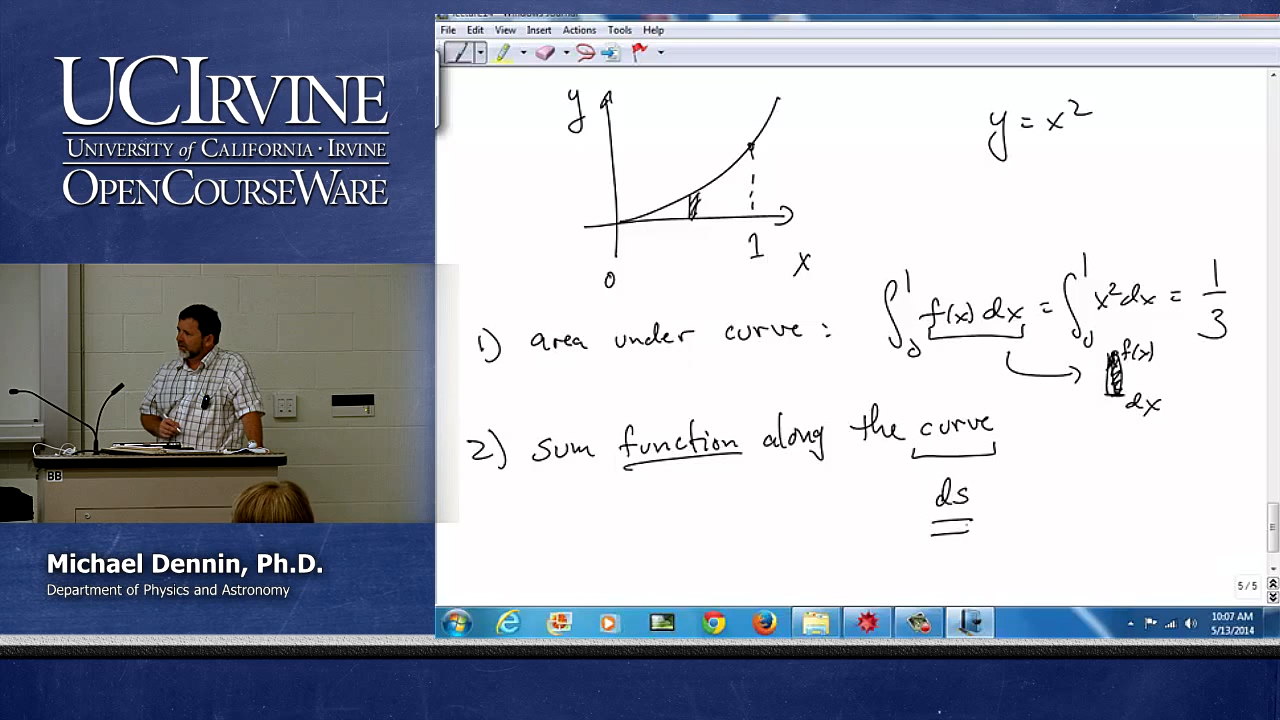 UCIRVINE
UNIVERSITY of CALIFORNIA · IRVINE
OPENCOURSEWARE
BB
Michael Dennin, Ph.D.
Department of Physics and Astronomy
File Edit View Insert Actions Tools Help
y
y = x²
0
1
x
1) area under curve : ∫₀¹ f(x) dx = ∫₀¹ x² dx = 1/3
f(x)
dx
2) sum function along the curve
ds
5/5
10:07 AM
5/13/2014